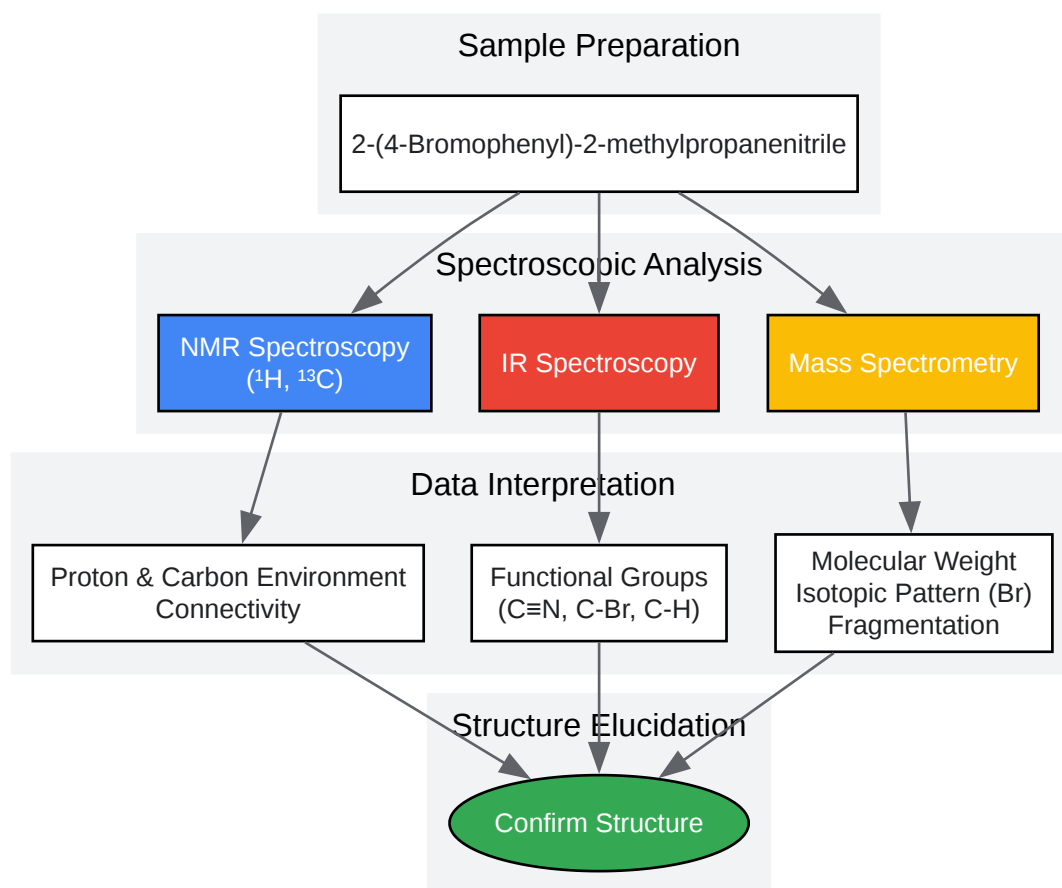 Sample Preparation
2-(4-Bromophenyl)-2-methylpropanenitrile
Spectroscopic Analysis
NMR Spectroscopy
(¹H, ¹³C)
IR Spectroscopy
Mass Spectrometry
Data Interpretation
Proton & Carbon Environment
Connectivity
Functional Groups
(C≡N, C-Br, C-H)
Molecular Weight
Isotopic Pattern (Br)
Fragmentation
Structure Elucidation
Confirm Structure